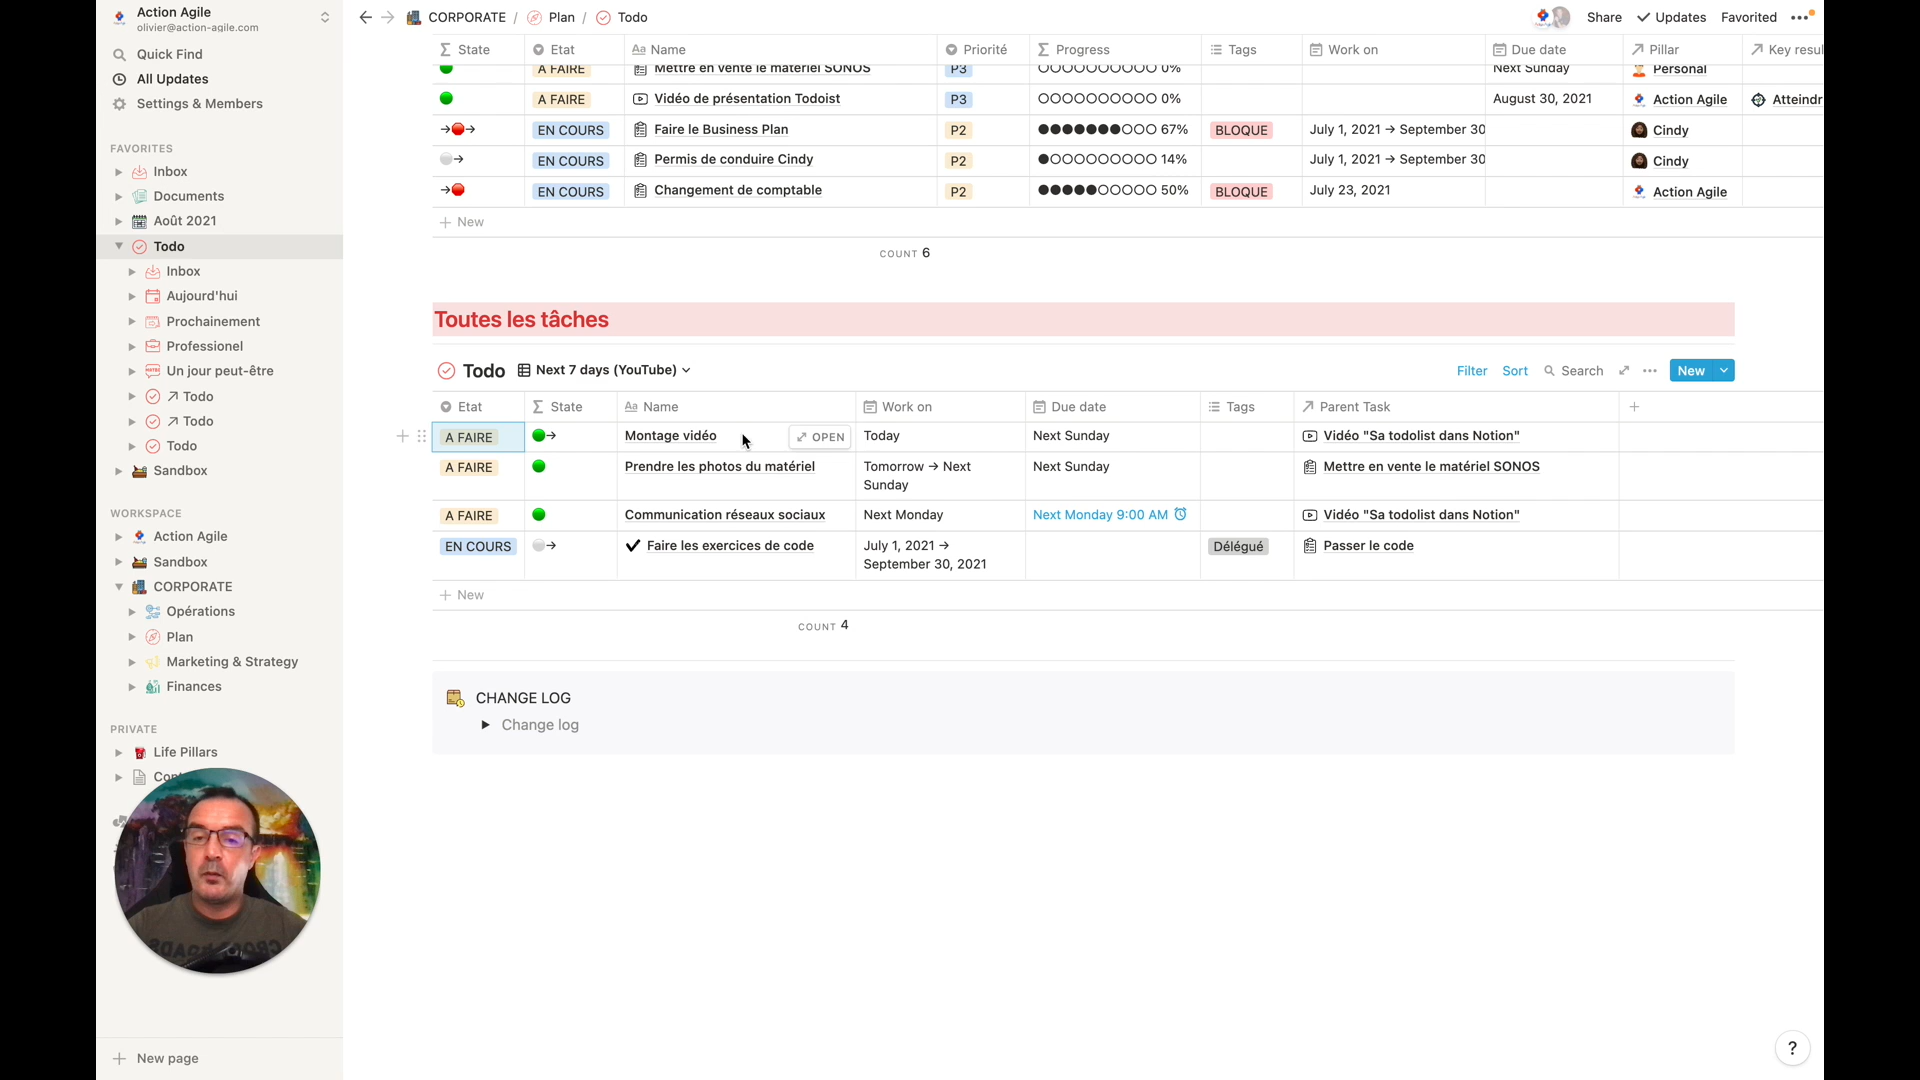 Action Agile
olivier@action-agile.com
Quick Find
All Updates
Settings & Members
FAVORITES
Inbox
Documents
Août 2021
Todo
Inbox
Aujourd'hui
Prochainement
Professionel
Un jour peut-être
↗ Todo
↗ Todo
Todo
Sandbox
WORKSPACE
Action Agile
Sandbox
CORPORATE
Opérations
Plan
Marketing & Strategy
Finances
PRIVATE
Life Pillars
New page
CORPORATE / Plan / Todo
Share Updates Favorited
State Etat Aa Name Priorité Progress Tags Work on Due date Pillar Key resul
A FAIRE Mettre en vente le matériel SONOS P3 0% Next Sunday Personal
A FAIRE Vidéo de présentation Todoist P3 0% August 30, 2021 Action Agile Atteindr
EN COURS Faire le Business Plan P2 67% BLOQUE July 1, 2021 → September 30 Cindy
EN COURS Permis de conduire Cindy P2 14% July 1, 2021 → September 30 Cindy
EN COURS Changement de comptable P2 50% BLOQUE July 23, 2021 Action Agile
+ New
COUNT 6
Toutes les tâches
Todo Next 7 days (YouTube) Filter Sort Search New
Etat State Aa Name Work on Due date Tags Parent Task +
A FAIRE Montage vidéo OPEN Today Next Sunday Vidéo "Sa todolist dans Notion"
A FAIRE Prendre les photos du matériel Tomorrow → Next Sunday Next Sunday Mettre en vente le matériel SONOS
A FAIRE Communication réseaux sociaux Next Monday Next Monday 9:00 AM Vidéo "Sa todolist dans Notion"
EN COURS Faire les exercices de code July 1, 2021 → September 30, 2021 Délégué Passer le code
+ New
COUNT 4
CHANGE LOG
Change log
?